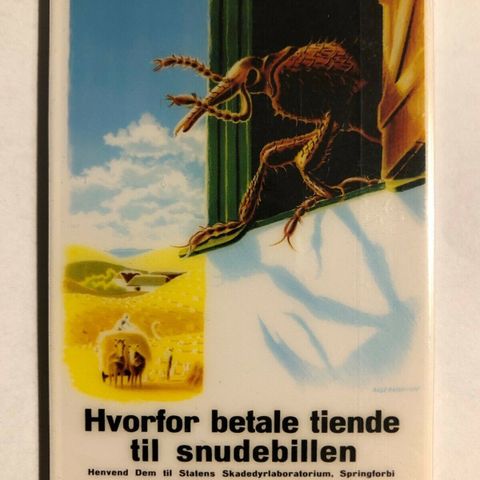 Hvorfor betale tiende
til snudebillen
Henvend Dem til Statens Skadedyrlaboratorium, Springforbi